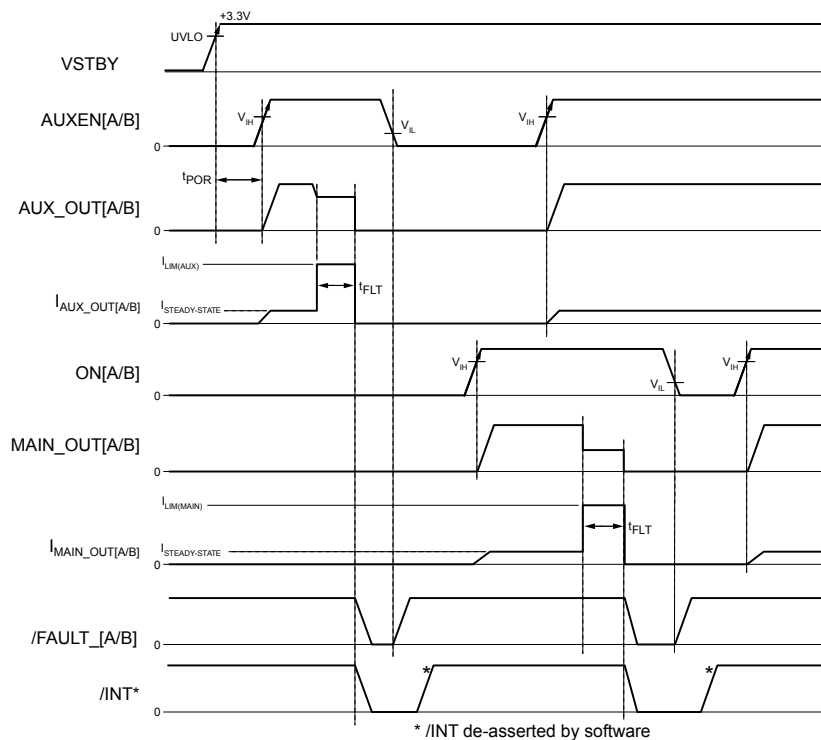 +3.3V
UVLO
VSTBY
AUXEN[A/B]
VIH
VIL
VIH
0
tPOR
AUX_OUT[A/B]
0
ILIM(AUX)
tFLT
IAUX_OUT[A/B]
ISTEADY-STATE
0
ON[A/B]
VIH
VIL
VIH
0
MAIN_OUT[A/B]
0
ILIM(MAIN)
tFLT
IMAIN_OUT[A/B]
ISTEADY-STATE
0
/FAULT_[A/B]
0
/INT*
*
*
0
* /INT de-asserted by software